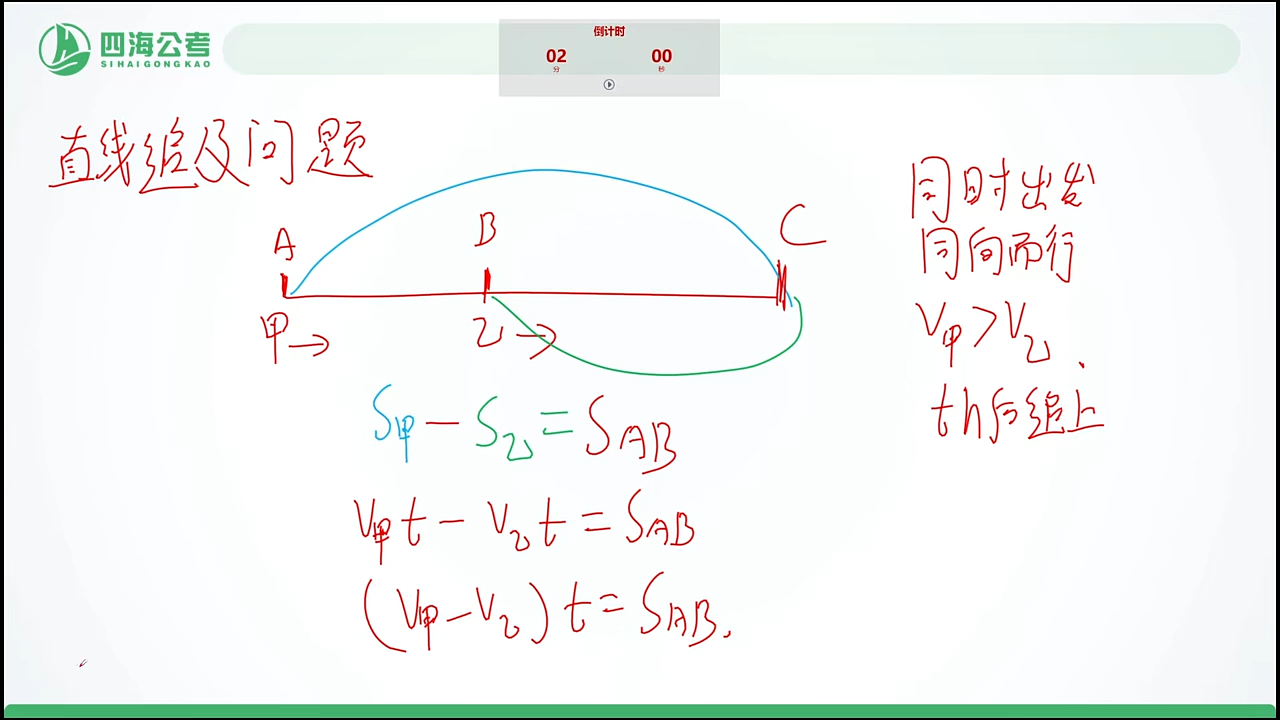 四海公考
SIHAIGONGKAO
倒计时
02 00
分 秒
直线追及问题
A B C
甲→ 乙→
同时出发
同向而行
V甲>V乙
th后追上
S甲-S乙=SAB
V甲t-V乙t=SAB
(V甲-V乙)t=SAB.